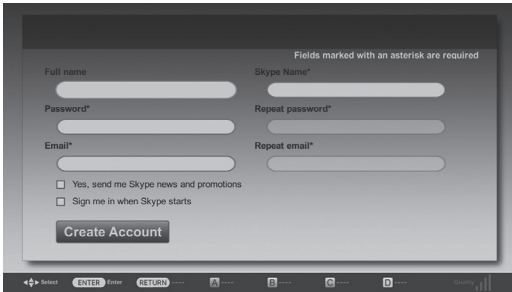 Fields marked with an asterisk are required
Full name
Skype Name*
Password*
Repeat password*
Email*
Repeat email*
Yes, send me Skype news and promotions
Sign me in when Skype starts
Create Account
Select ENTER Enter RETURN ---- A ---- B ---- C ---- D ---- Quality